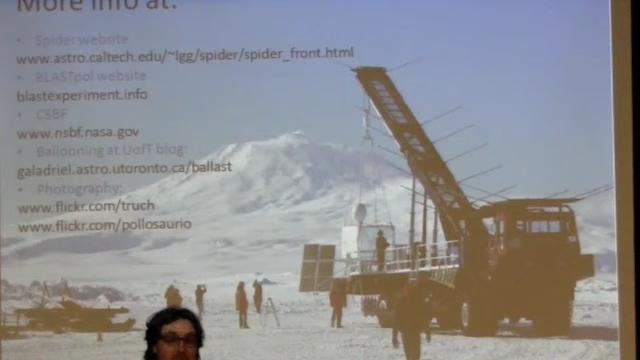 More info at:
• Spider website
www.astro.caltech.edu/~lgg/spider/spider_front.html
• BLASTpol website
blastexperiment.info
• CSBF
www.nsbf.nasa.gov
• Ballooning at UofT blog:
galadriel.astro.utoronto.ca/ballast
• Photography:
www.flickr.com/truch
www.flickr.com/pollosaurio